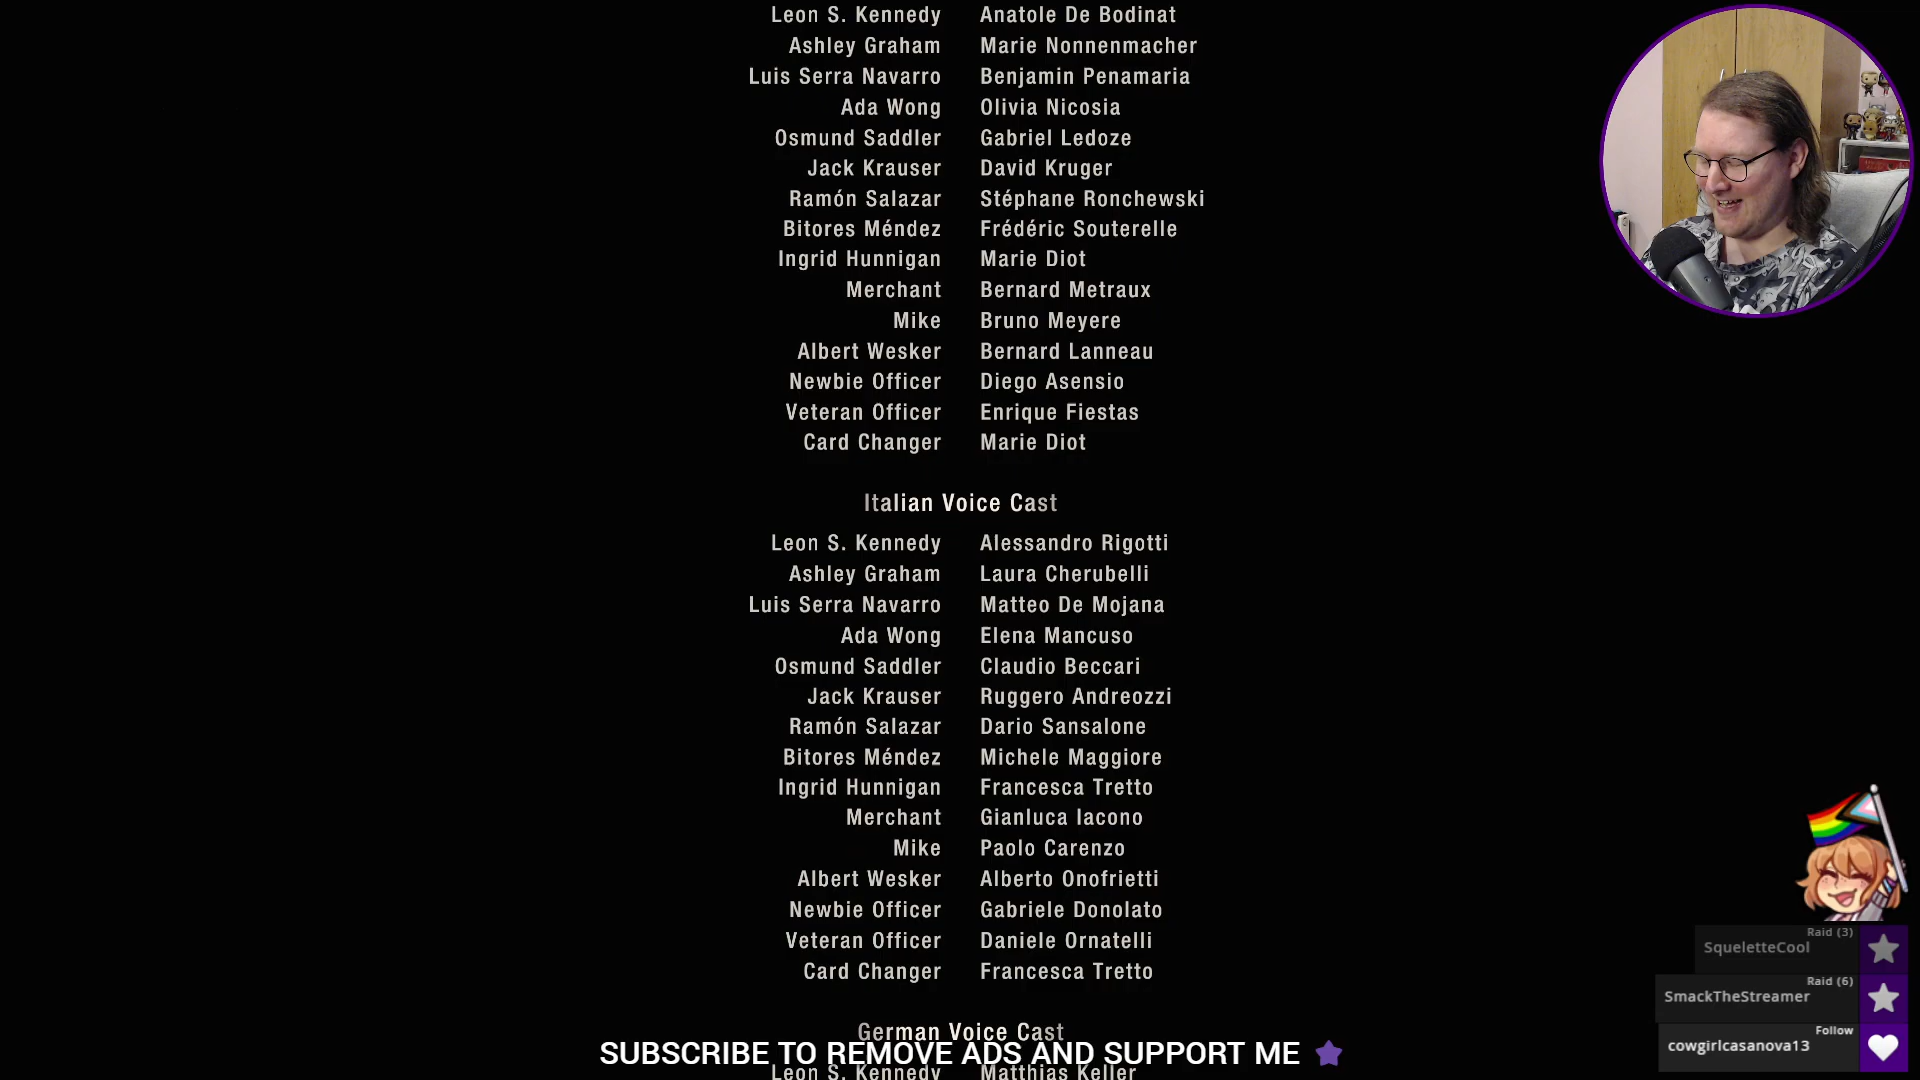 Leon S. Kennedy Anatole De Bodinat
Ashley Graham Marie Nonnenmacher
Luis Serra Navarro Benjamin Penamaria
Ada Wong Olivia Nicosia
Osmund Saddler Gabriel Ledoze
Jack Krauser David Kruger
Ramón Salazar Stéphane Ronchewski
Bitores Méndez Frédéric Souterelle
Ingrid Hunnigan Marie Diot
Merchant Bernard Metraux
Mike Bruno Meyere
Albert Wesker Bernard Lanneau
Newbie Officer Diego Asensio
Veteran Officer Enrique Fiestas
Card Changer Marie Diot
Italian Voice Cast
Leon S. Kennedy Alessandro Rigotti
Ashley Graham Laura Cherubelli
Luis Serra Navarro Matteo De Mojana
Ada Wong Elena Mancuso
Osmund Saddler Claudio Beccari
Jack Krauser Ruggero Andreozzi
Ramón Salazar Dario Sansalone
Bitores Méndez Michele Maggiore
Ingrid Hunnigan Francesca Tretto
Merchant Gianluca Iacono
Mike Paolo Carenzo
Albert Wesker Alberto Onofrietti
Newbie Officer Gabriele Donolato
Veteran Officer Daniele Ornatelli
Card Changer Francesca Tretto
German Voice Cast
Leon S. Kennedy Matthias Keller
SUBSCRIBE TO REMOVE ADS AND SUPPORT ME
Raid (3)
SqueletteCool
Raid (6)
SmackTheStreamer
Follow
cowgirlcasanova13